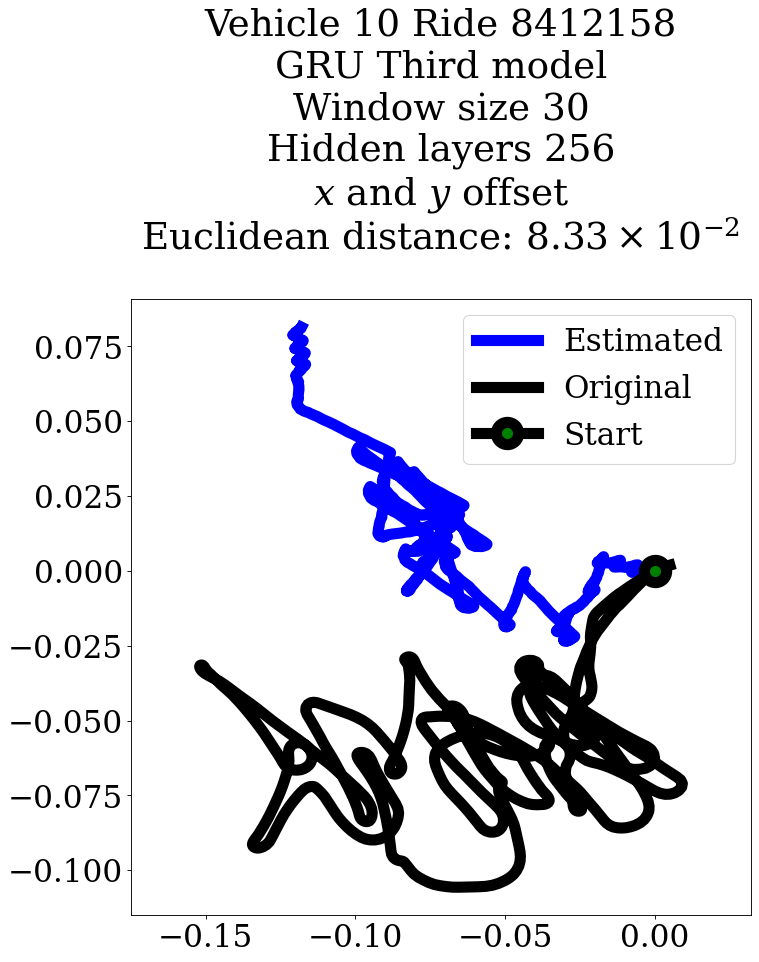 Vehicle 10 Ride 8412158
GRU Third model
Window size 30
Hidden layers 256
x and y offset
Euclidean distance: 8.33 × 10⁻²
Estimated
Original
Start
0.075
0.050
0.025
0.000
−0.025
−0.050
−0.075
−0.100
−0.15 −0.10 −0.05 0.00